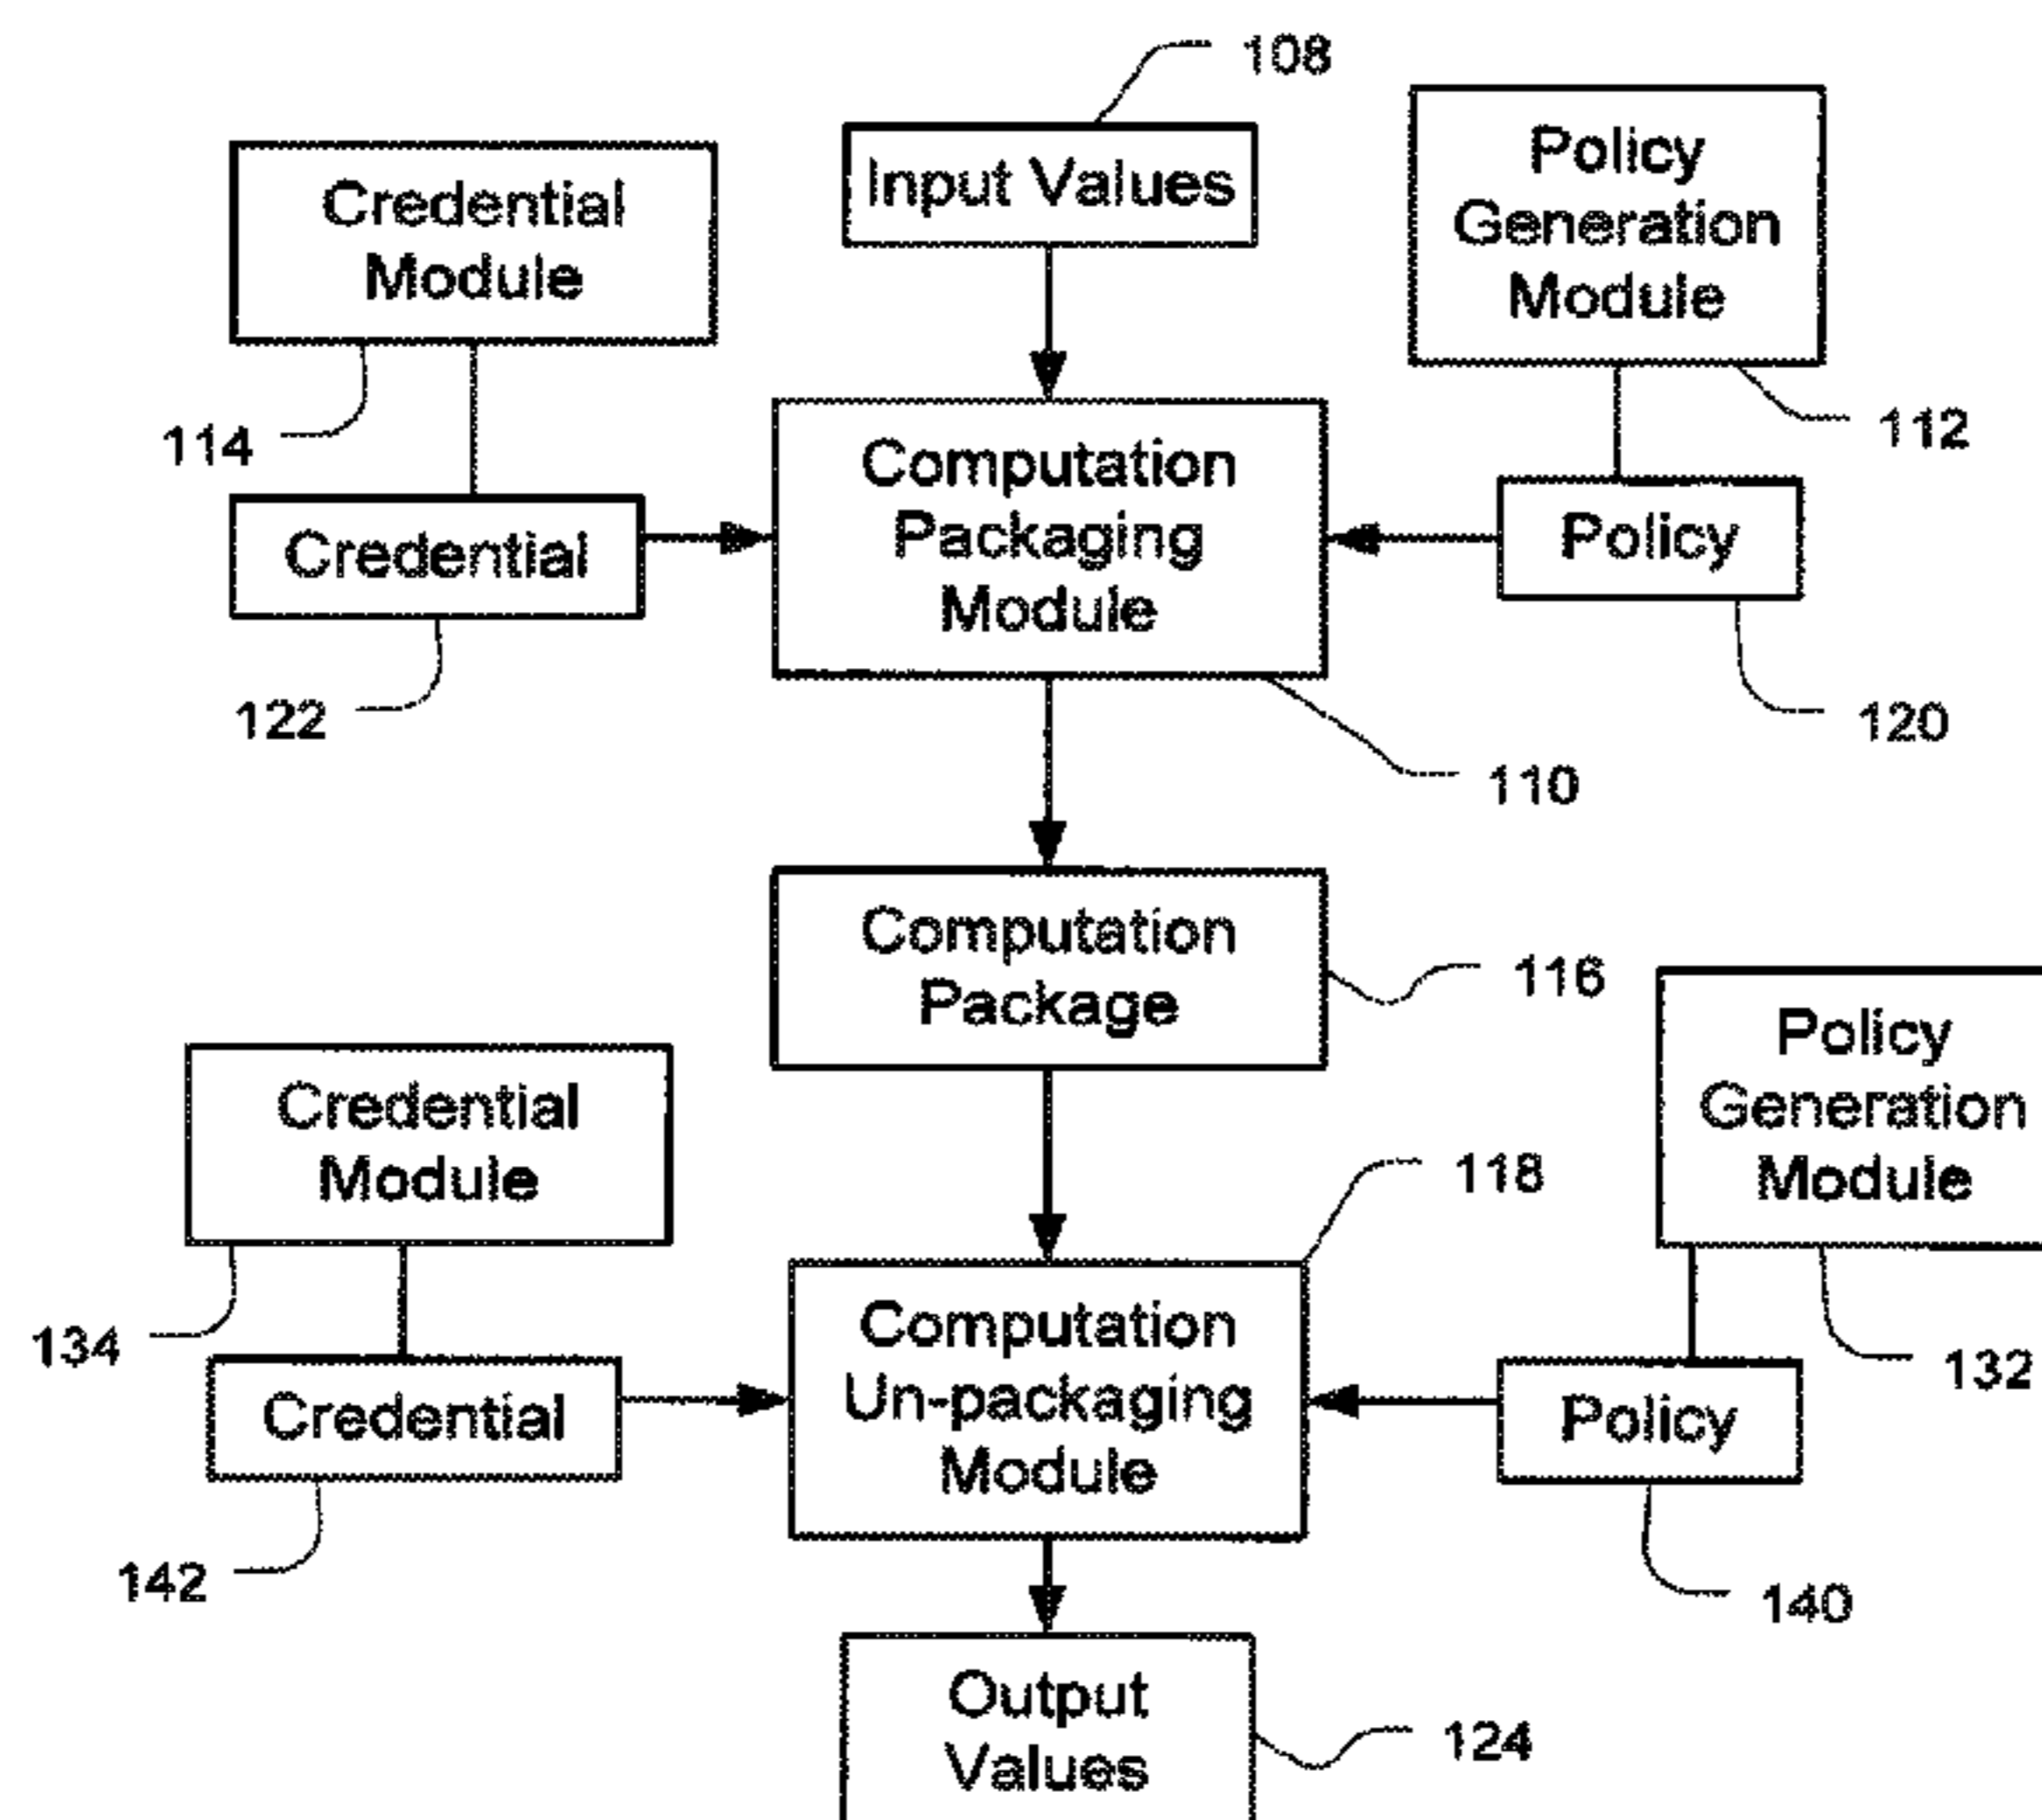 108
Input Values
Policy
Generation
Module
Credential
Module
114
112
Computation
Packaging
Module
Credential
Policy
122
120
110
Computation
Package
116
Policy
Generation
Module
Credential
Module
118
134
132
Computation
Un-packaging
Module
Credential
Policy
142
140
Output
Values
124